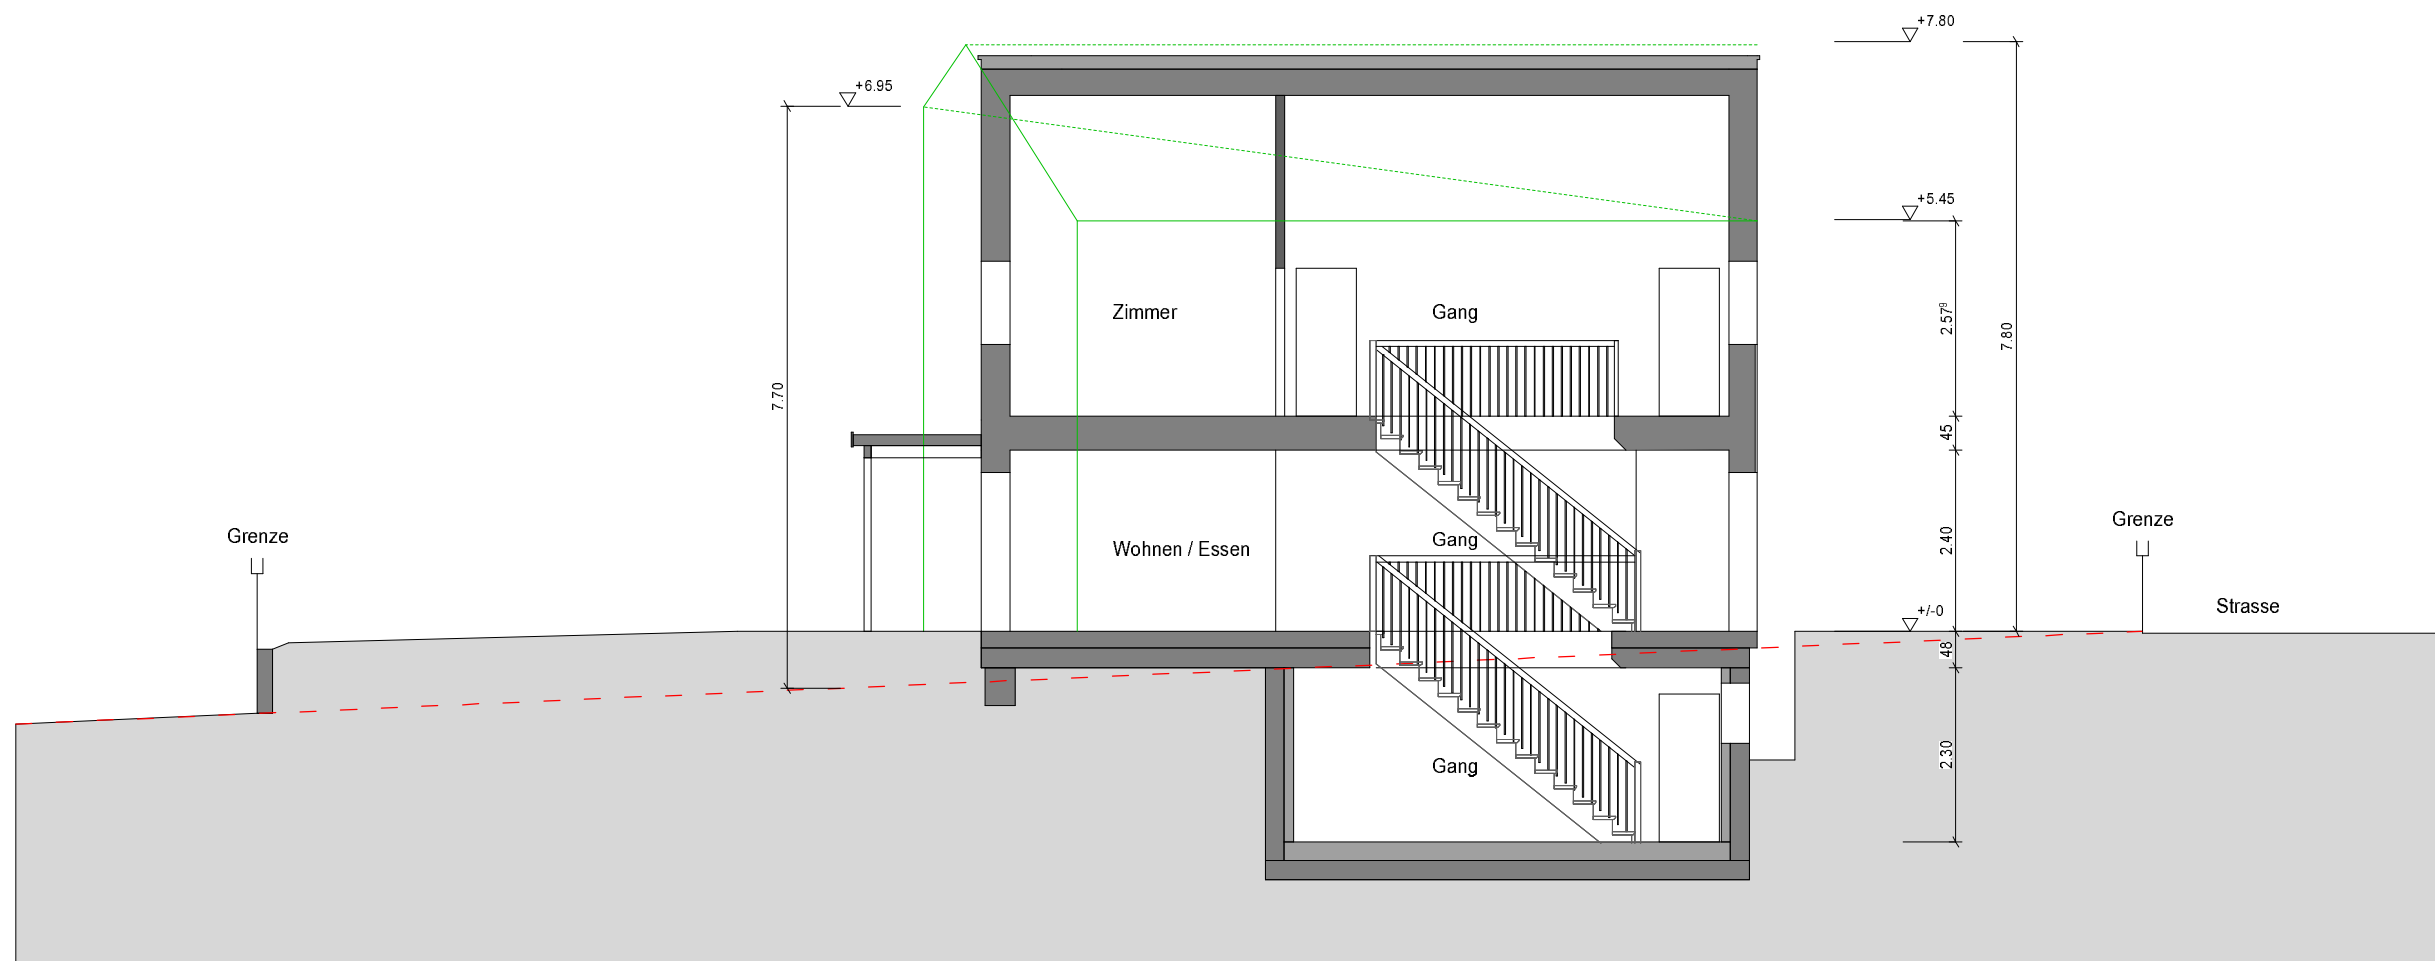 +7.80
+6.95
+5.45
Zimmer
Gang
2.57⁹
7.80
7.70
45
Grenze
Grenze
Wohnen / Essen
Gang
2.40
+/-0
Strasse
48
Gang
2.30